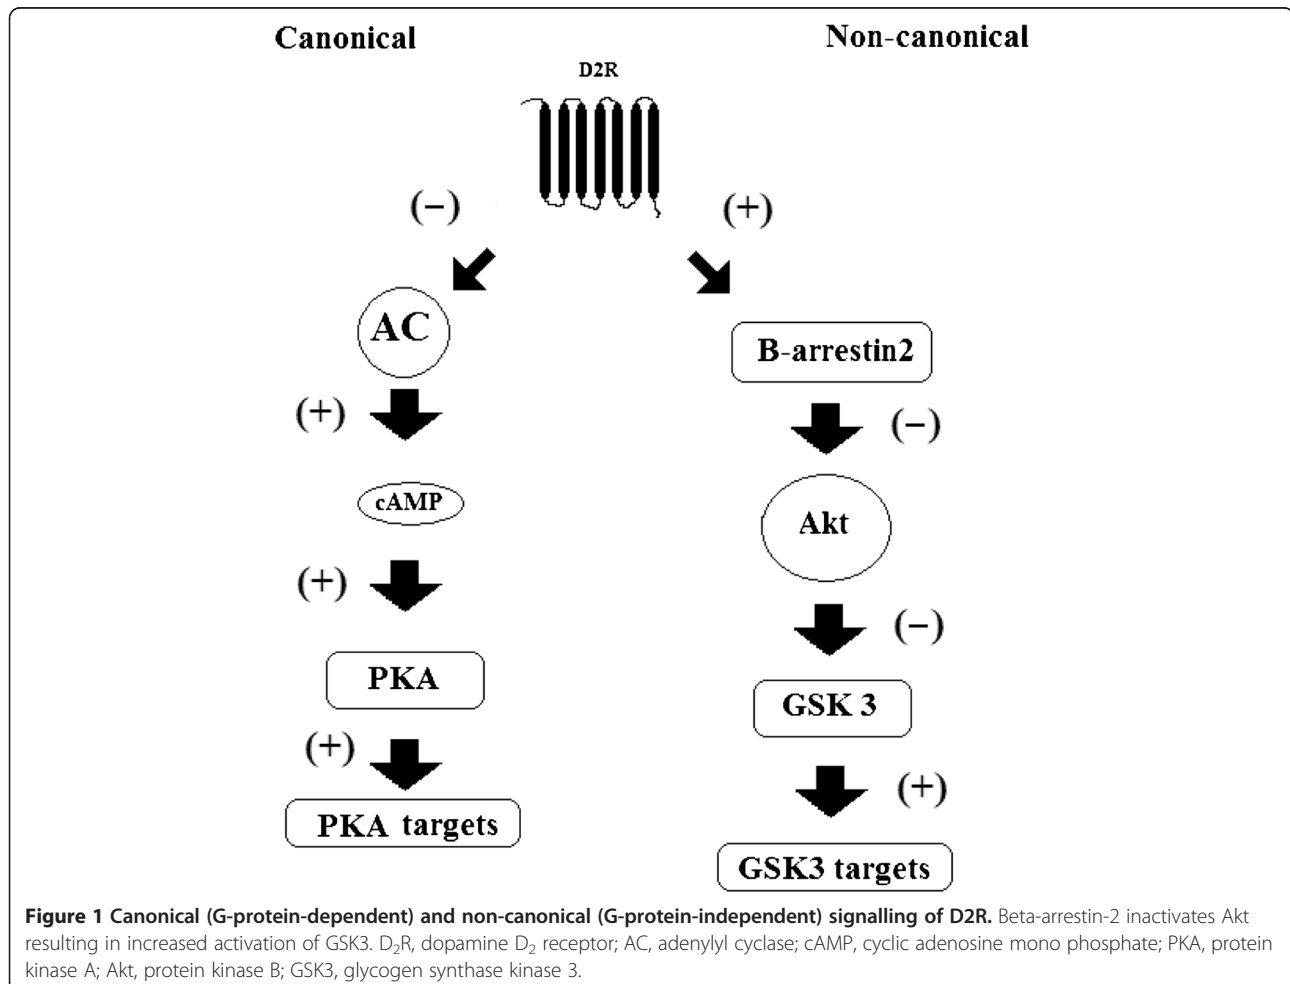 Canonical
Non-canonical
D2R
(−)
(+)
AC
B-arrestin2
(+)
(−)
cAMP
Akt
(+)
(−)
PKA
GSK 3
(+)
(+)
PKA targets
GSK3 targets
Figure 1 Canonical (G-protein-dependent) and non-canonical (G-protein-independent) signalling of D2R. Beta-arrestin-2 inactivates Akt
resulting in increased activation of GSK3. D₂R, dopamine D₂ receptor; AC, adenylyl cyclase; cAMP, cyclic adenosine mono phosphate; PKA, protein
kinase A; Akt, protein kinase B; GSK3, glycogen synthase kinase 3.